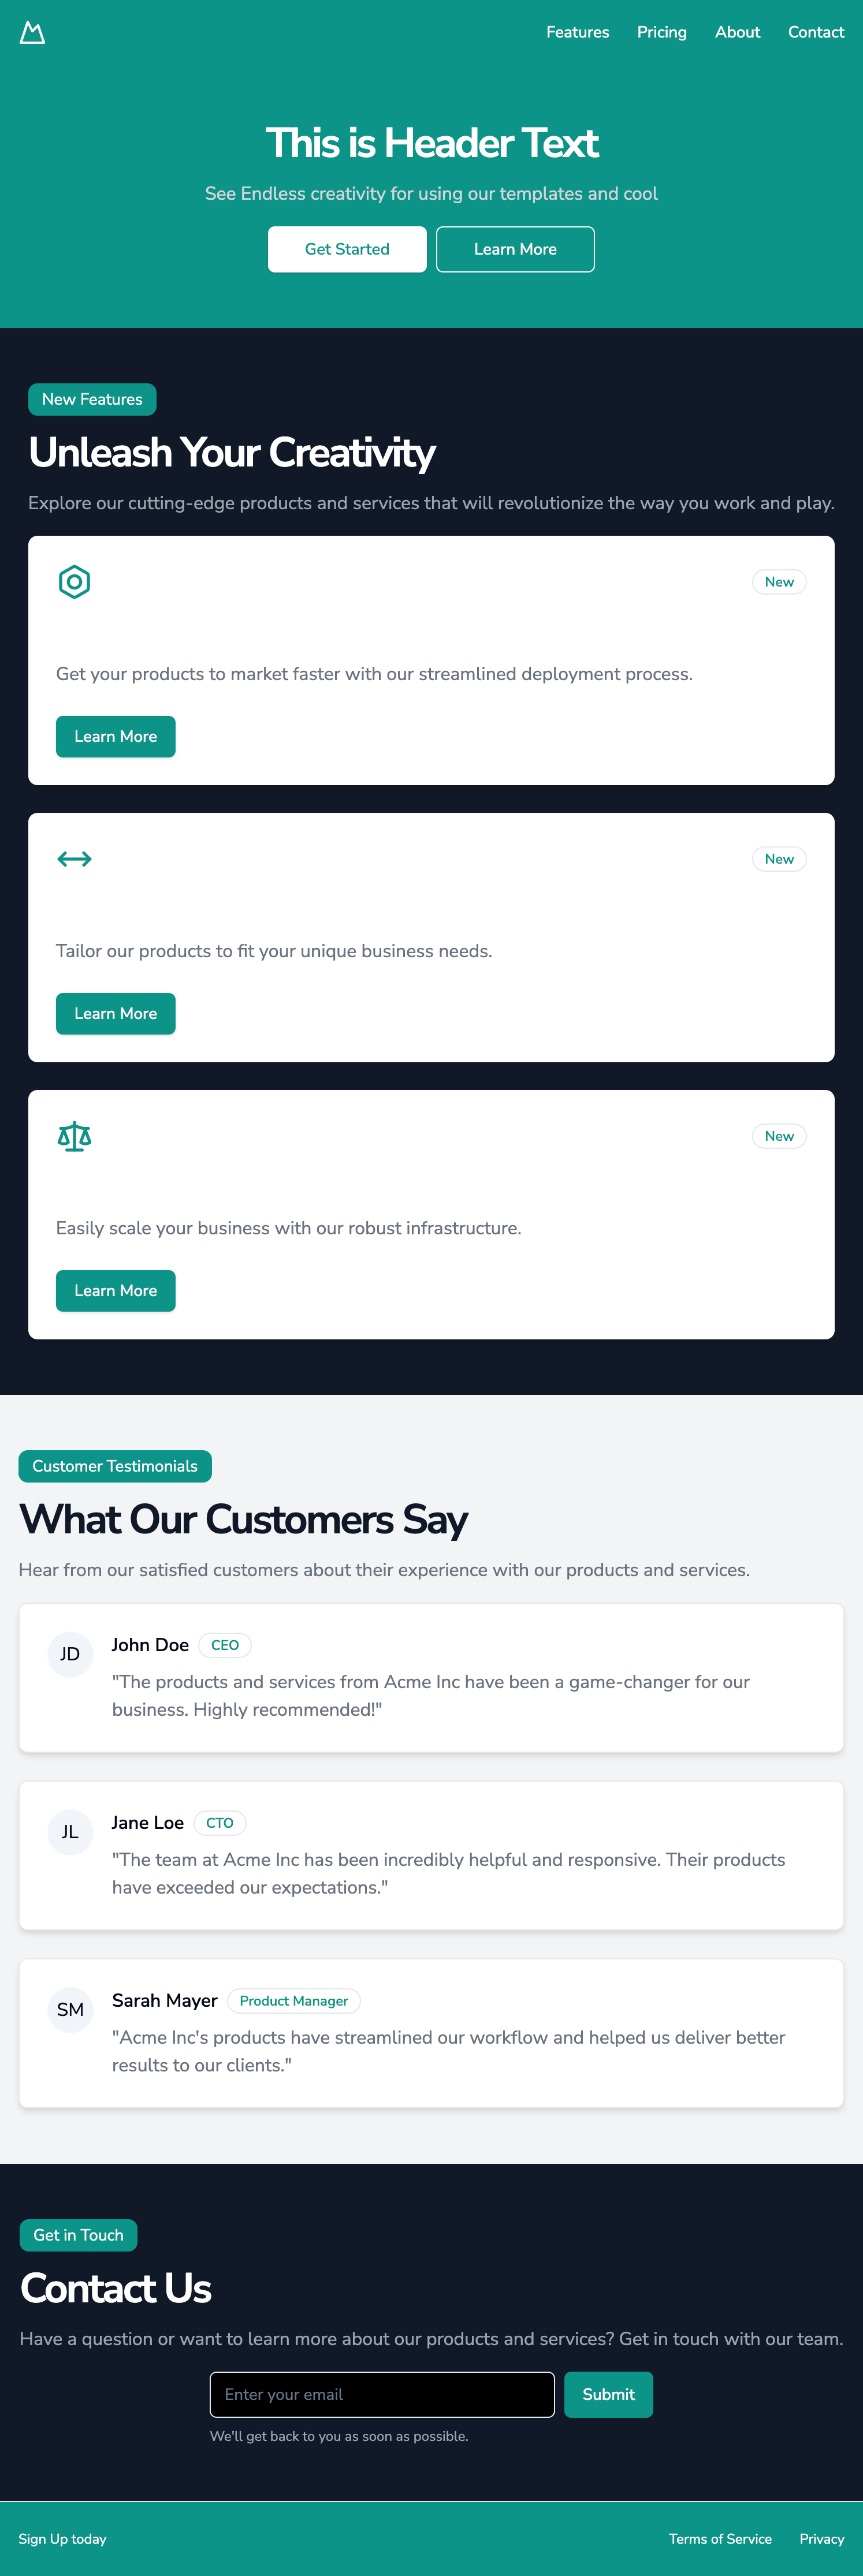 Features Pricing About Contact
This is Header Text
See Endless creativity for using our templates and cool
Get Started Learn More
New Features
Unleash Your Creativity
Explore our cutting-edge products and services that will revolutionize the way you work and play.
New
Get your products to market faster with our streamlined deployment process.
Learn More
New
Tailor our products to fit your unique business needs.
Learn More
New
Easily scale your business with our robust infrastructure.
Learn More
Customer Testimonials
What Our Customers Say
Hear from our satisfied customers about their experience with our products and services.
JD John Doe CEO
"The products and services from Acme Inc have been a game-changer for our
business. Highly recommended!"
JL Jane Loe CTO
"The team at Acme Inc has been incredibly helpful and responsive. Their products
have exceeded our expectations."
SM Sarah Mayer Product Manager
"Acme Inc's products have streamlined our workflow and helped us deliver better
results to our clients."
Get in Touch
Contact Us
Have a question or want to learn more about our products and services? Get in touch with our team.
Enter your email Submit
We'll get back to you as soon as possible.
Sign Up today Terms of Service Privacy